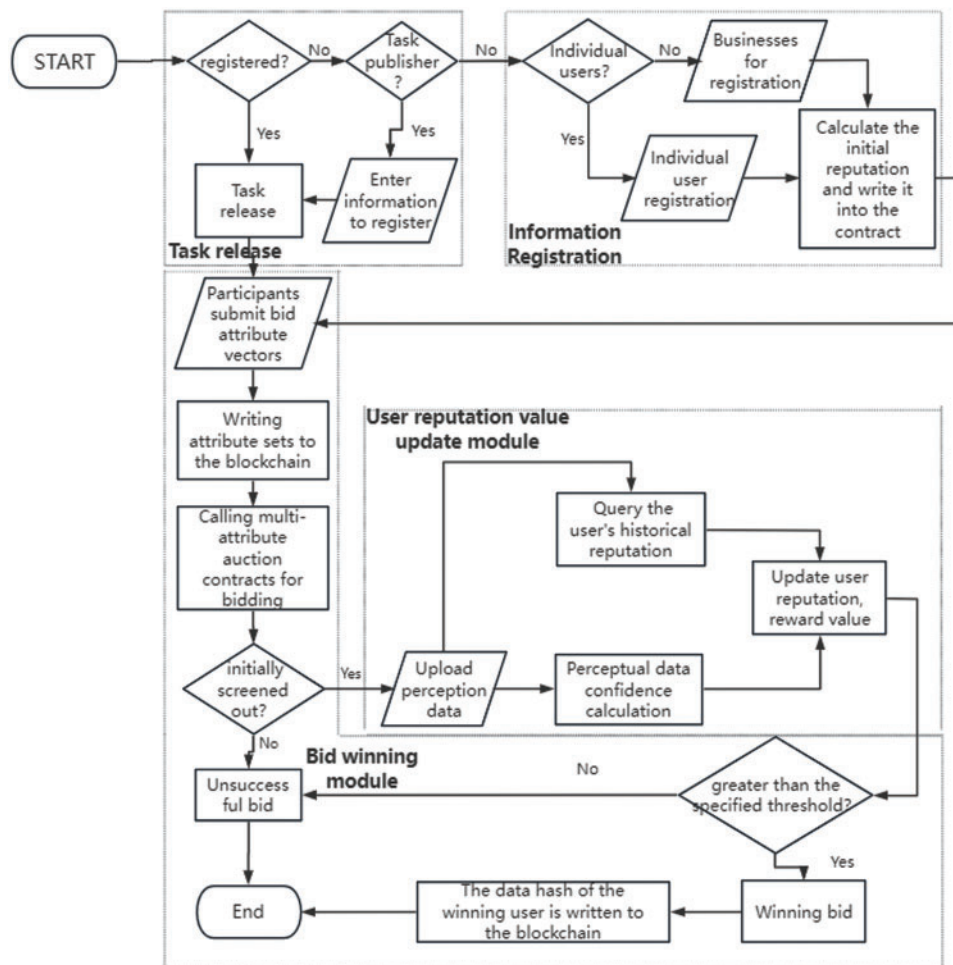 START
registered?
No
Task
publisher
?
No
Individual
users?
No
Businesses
for
registration
Yes
Yes
Yes
Task
release
Enter
information
to register
Individual
user
registration
Calculate the
initial
reputation
and write it
into the
contract
Task release
Information
Registration
Participants
submit bid
attribute
vectors
Writing
attribute sets to
the blockchain
User reputation value
update module
Calling multi-
attribute
auction
contracts for
bidding
Query the
user's historical
reputation
Update user
reputation,
reward value
initially
screened
out?
Yes
Upload
perception
data
Perceptual data
confidence
calculation
No
Bid winning
module
Unsuccess
ful bid
No
greater than the
specified threshold?
Yes
End
The data hash of the
winning user is written to
the blockchain
Winning bid